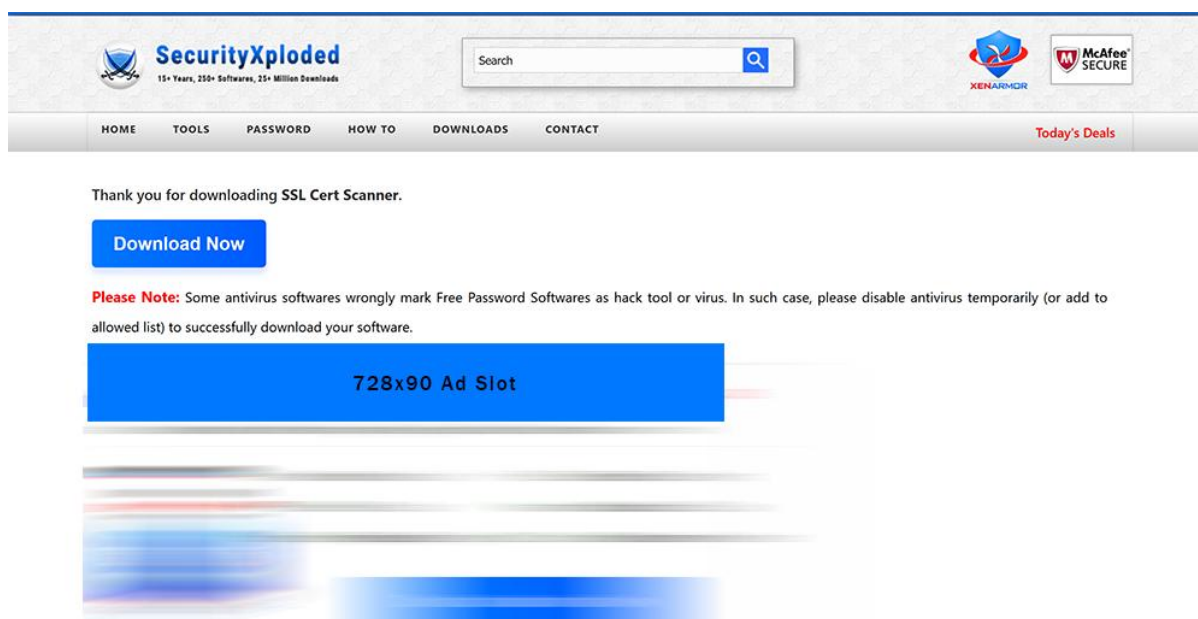 SecurityXploded
15+ Years, 250+ Softwares, 25+ Million Downloads
Search
XENARMOR
McAfee
SECURE
HOME TOOLS PASSWORD HOW TO DOWNLOADS CONTACT
Today's Deals
Thank you for downloading SSL Cert Scanner.
Download Now
Please Note: Some antivirus softwares wrongly mark Free Password Softwares as hack tool or virus. In such case, please disable antivirus temporarily (or add to
allowed list) to successfully download your software.
728x90 Ad Slot